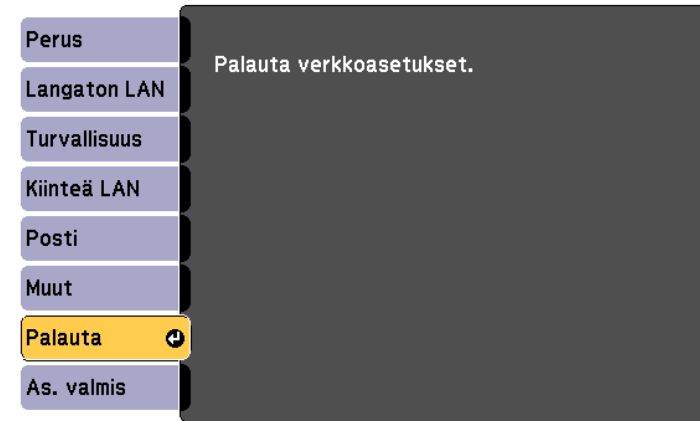 Perus
Langaton LAN
Turvallisuus
Kiinteä LAN
Posti
Muut
Palauta
As. valmis
Palauta verkkoasetukset.